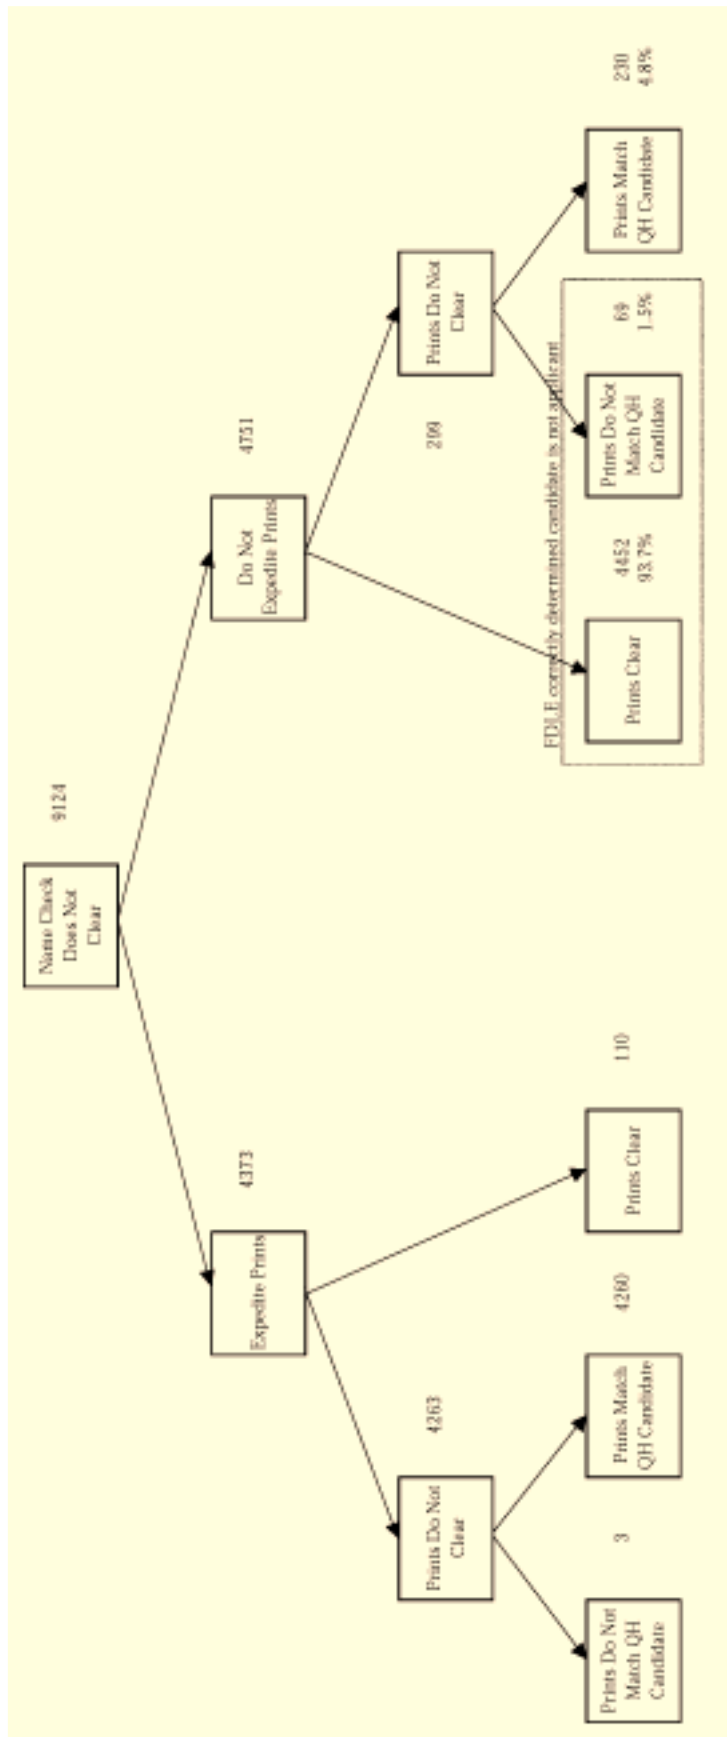 9124
Name Check
Does Not
Clear
4373
Expedite Prints
4751
Do Not
Expedite Prints
4263
Prints Do Not
Clear
299
Prints Do Not
Clear
FDLE correctly determined candidate is not applicant
3
Prints Do Not
Match QH
Candidate
4260
Prints Match
QH Candidate
110
Prints Clear
4452
93.7%
Prints Clear
69
1.5%
Prints Do Not
Match QH
Candidate
230
4.8%
Prints Match
QH Candidate